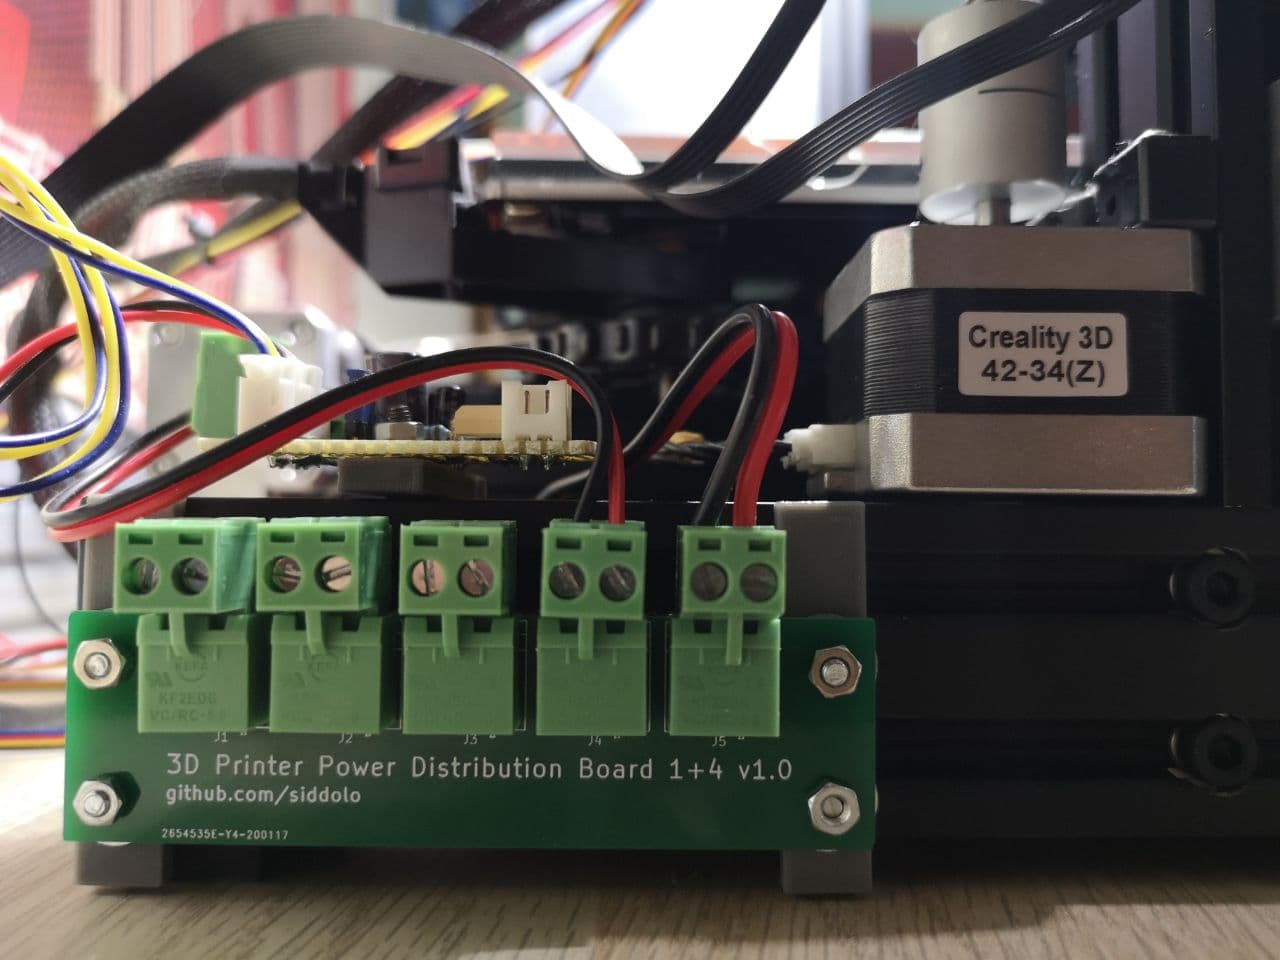 Creality 3D
42-34(Z)
KEFA
KF2EDG
J1
J2
J3
J4
J5
3D Printer Power Distribution Board 1+4 v1.0
github.com/siddolo
2654535E-Y4-200117